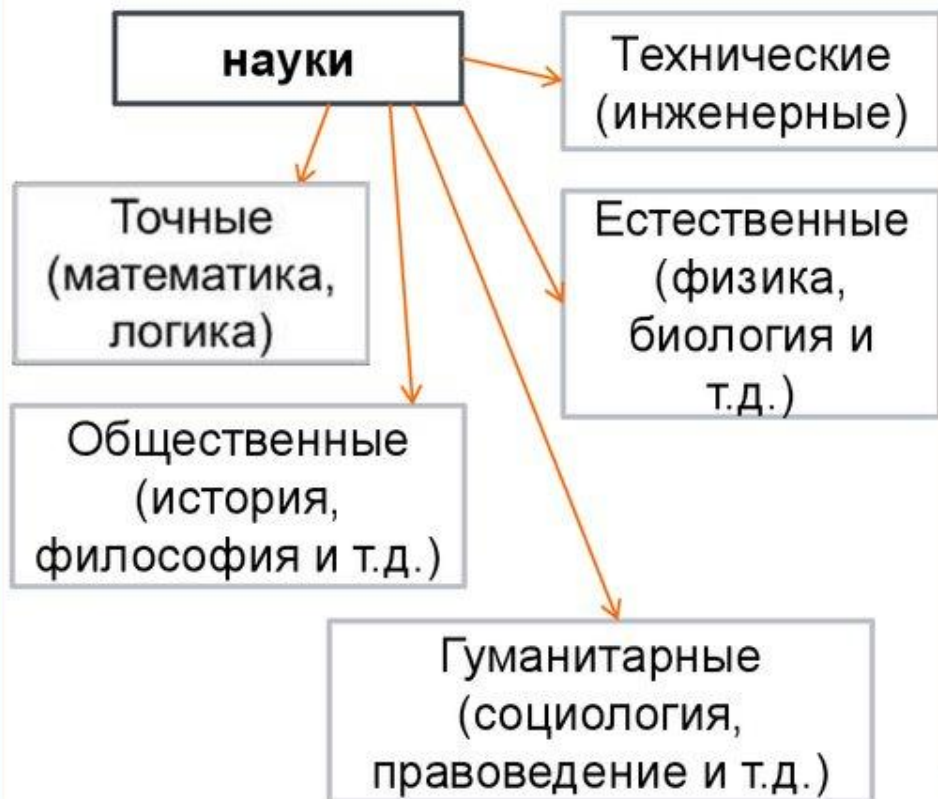 науки
Технические
(инженерные)
Точные
(математика,
логика)
Естественные
(физика,
биология и
т.д.)
Общественные
(история,
философия и т.д.)
Гуманитарные
(социология,
правоведение и т.д.)